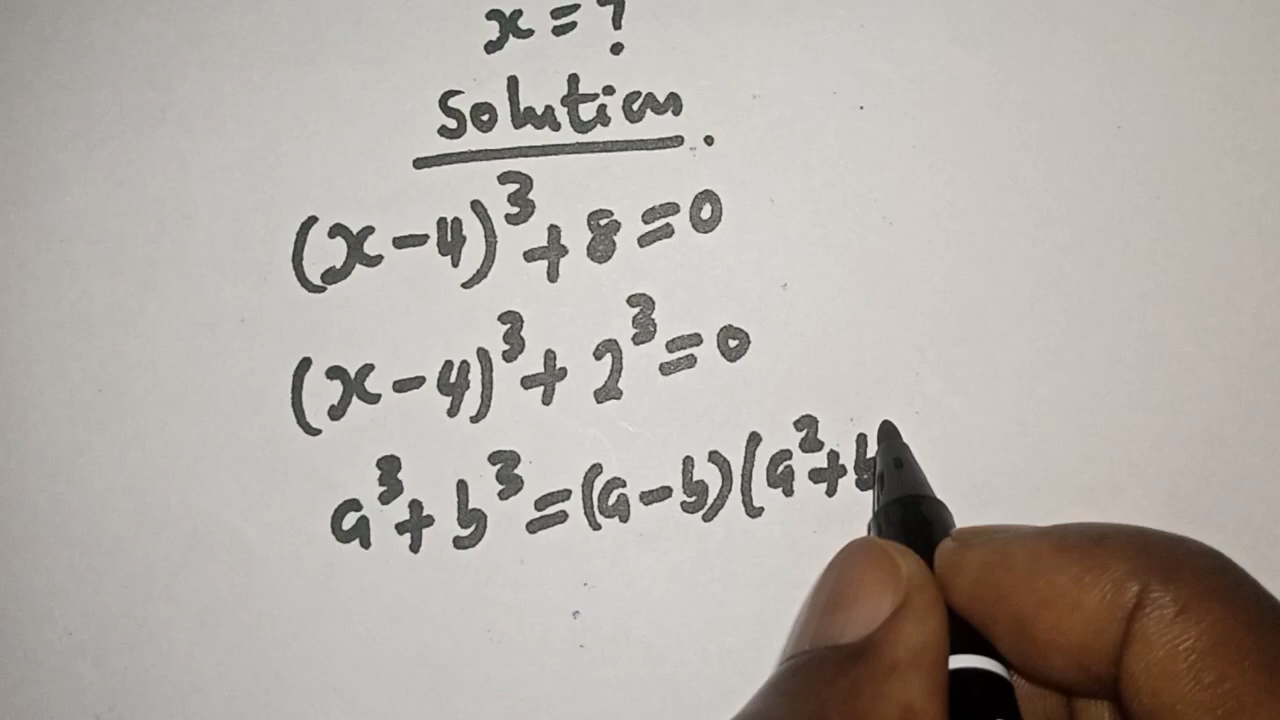 x = ?
Solution.
(x-4)³+8=0
(x-4)³+2³=0
a³+b³=(a-b)(a²+b